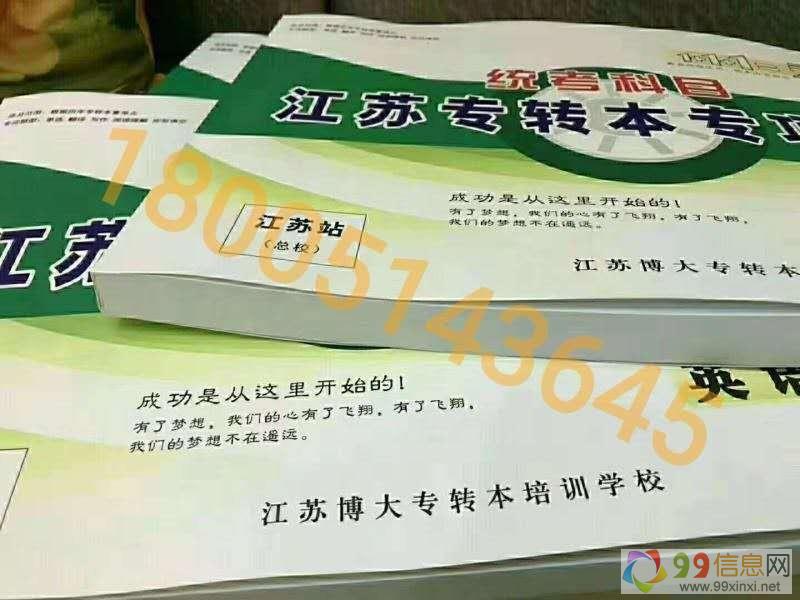 统考科目
江苏专转本专项
成功是从这里开始的！
有了梦想，我们的心有了飞翔，有了飞翔，
我们的梦想不在遥远。
江苏站
（总校）
江苏博大专转本
18005143645
江苏
英语
成功是从这里开始的！
有了梦想，我们的心有了飞翔，有了飞翔，
我们的梦想不在遥远。
江苏博大专转本培训学校
99信息网
www.99xinxi.net